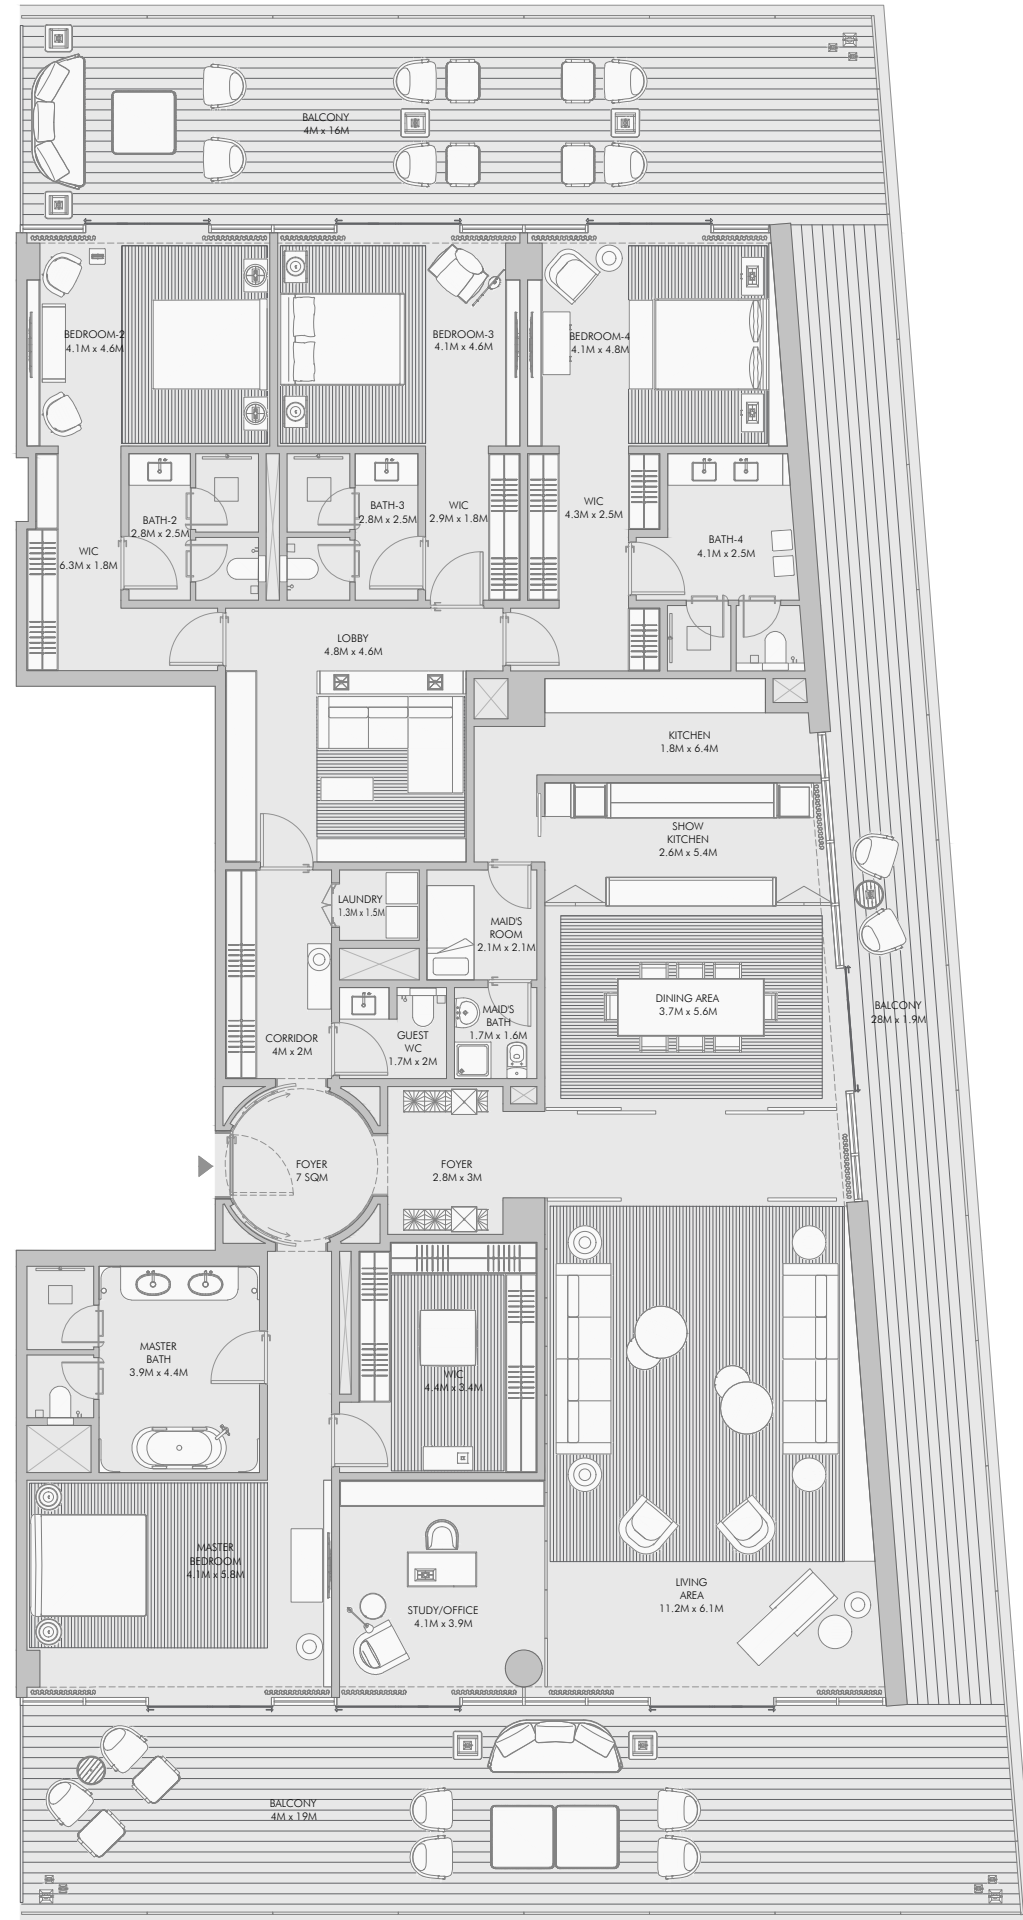 BALCONY
4M x 16M
BEDROOM-2
4.1M x 4.6M
BEDROOM-3
4.1M x 4.6M
BEDROOM-4
4.1M x 4.8M
BATH-2
2.8M x 2.5M
BATH-3
2.8M x 2.5M
WIC
2.9M x 1.8M
WIC
4.3M x 2.5M
BATH-4
4.1M x 2.5M
WIC
6.3M x 1.8M
LOBBY
4.8M x 4.6M
KITCHEN
1.8M x 6.4M
SHOW
KITCHEN
2.6M x 5.4M
LAUNDRY
1.3M x 1.5M
MAID'S
ROOM
2.1M x 2.1M
DINING AREA
3.7M x 5.6M
BALCONY
28M x 1.9M
CORRIDOR
4M x 2M
GUEST
WC
1.7M x 2M
MAID'S
BATH
1.7M x 1.6M
FOYER
7 SQM
FOYER
2.8M x 3M
MASTER
BATH
3.9M x 4.4M
WIC
4.4M x 3.4M
MASTER
BEDROOM
4.1M x 5.8M
STUDY/OFFICE
4.1M x 3.9M
LIVING
AREA
11.2M x 6.1M
BALCONY
4M x 19M